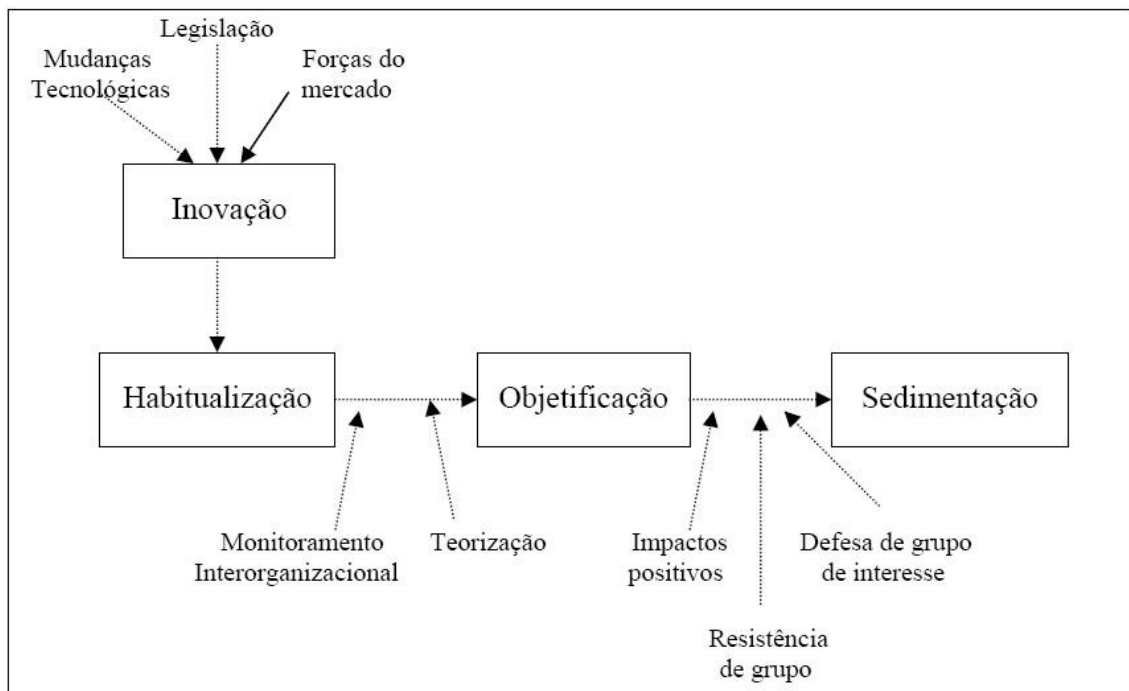 Legislação
Mudanças
Tecnológicas
Forças do
mercado
Inovação
Habitualização
Objetificação
Sedimentação
Monitoramento
Interorganizacional
Teorização
Impactos
positivos
Defesa de grupo
de interesse
Resistência
de grupo